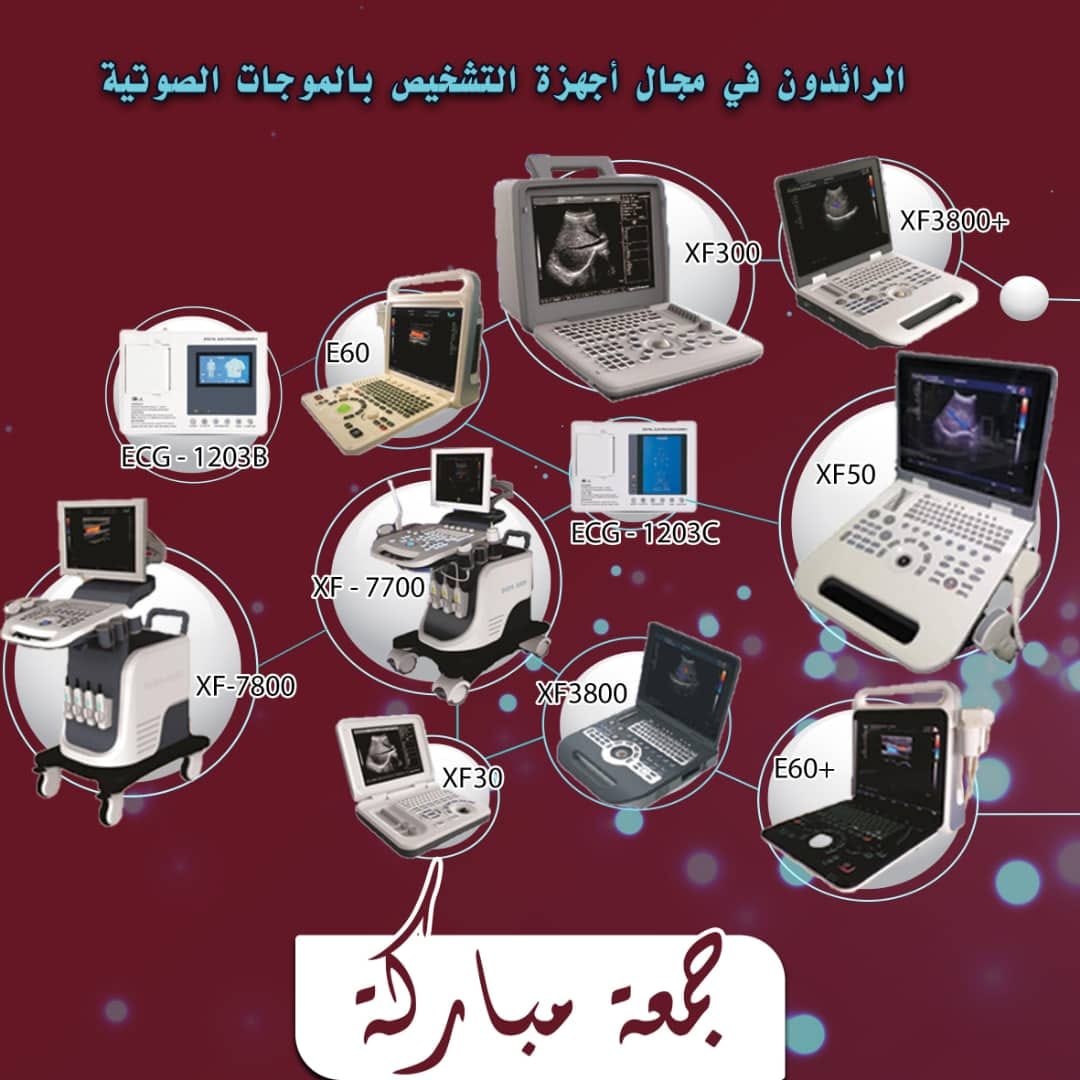 الرائدون في مجال أجهزة التشخيص بالموجات الصوتية
XF3800+
XF300
E60
ECG - 1203B
XF50
ECG - 1203C
XF - 7700
XF-7800
XF3800
XF30
E60+
جمعة مباركة